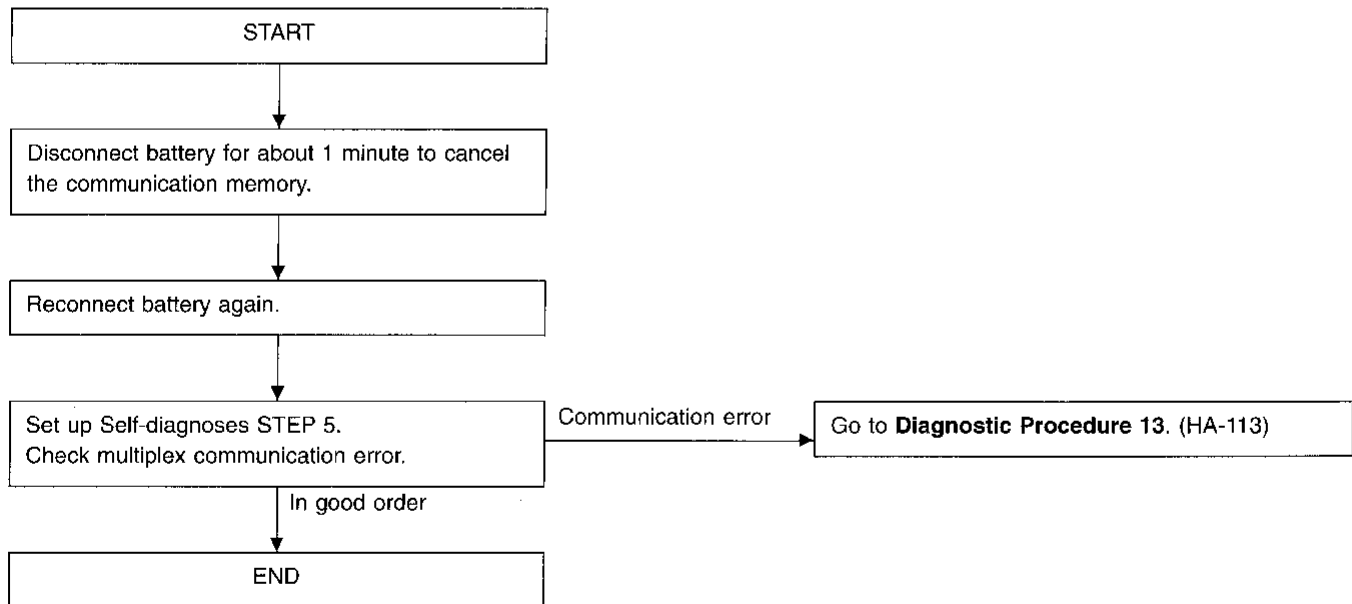 START
Disconnect battery for about 1 minute to cancel
the communication memory.
Reconnect battery again.
Set up Self-diagnoses STEP 5.
Check multiplex communication error.
Communication error
Go to Diagnostic Procedure 13. (HA-113)
In good order
END